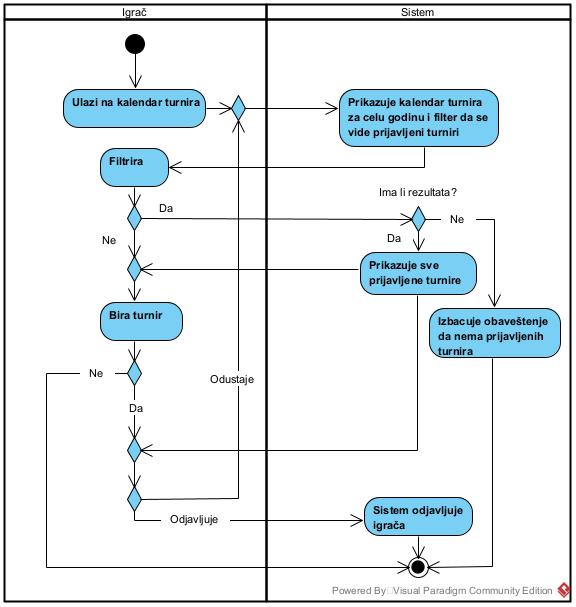 Igrač
Sistem
Ulazi na kalendar turnira
Prikazuje kalendar turnira
za celu godinu i filter da se
vide prijavljeni turniri
Filtrira
Ima li rezultata?
Da
Ne
Ne
Da
Prikazuje sve
prijavljene turnire
Bira turnir
Izbacuje obaveštenje
da nema prijavljenih
turnira
Ne
Odustaje
Da
Sistem odjavljuje
igrača
Odjavljuje
Powered By Visual Paradigm Community Edition